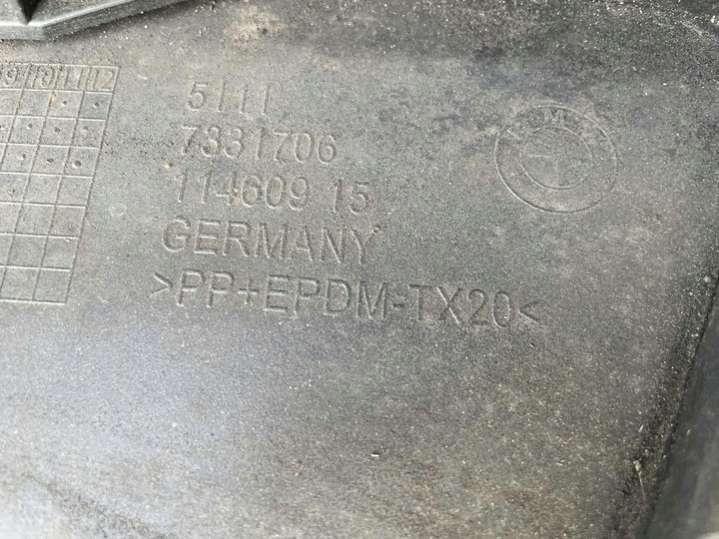 5111
7331706
114609 15
GERMANY
>PP+EPDM-TX20<